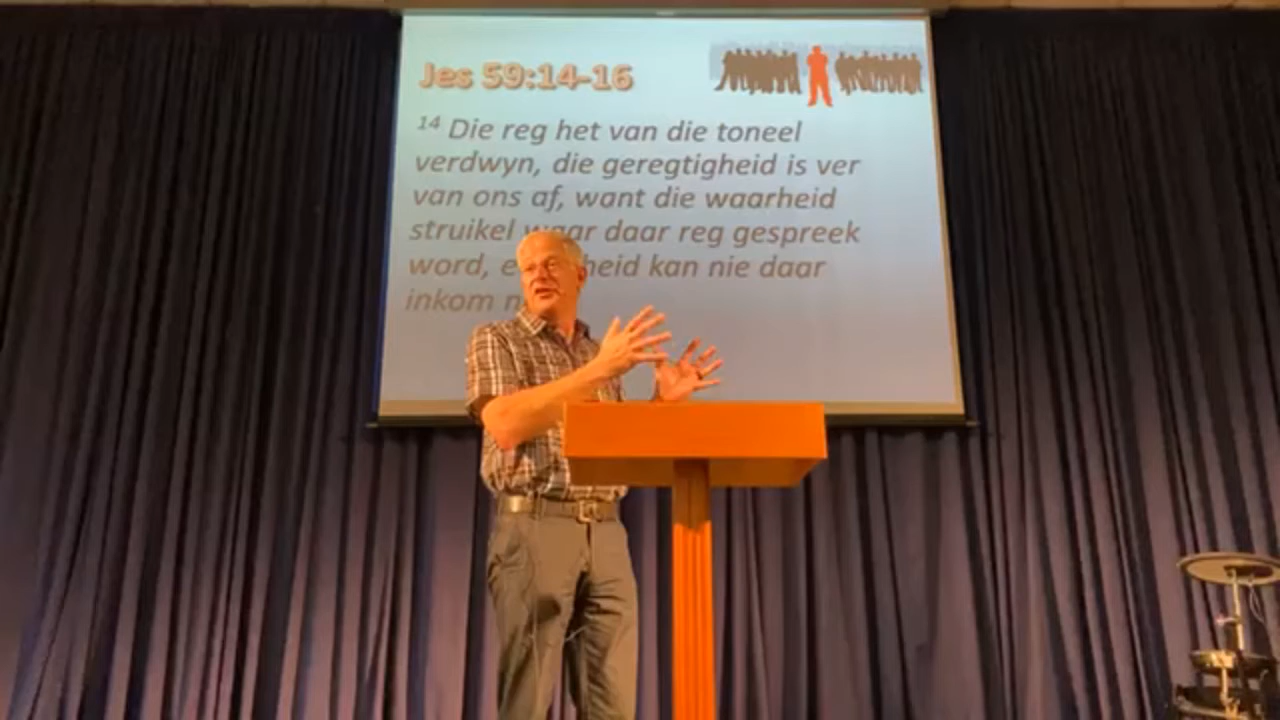 Jes 59:14-16
14 Die reg het van die toneel
verdwyn, die geregtigheid is ver
van ons af, want die waarheid
struikel waar daar reg gespreek
word, heid kan nie daar
inkom